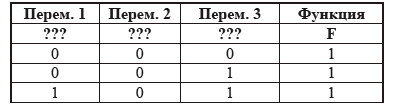 Перем. 1 Перем. 2 Перем. 3 Функция
??? ??? ??? F
0 0 0 1
0 0 1 1
1 0 1 1